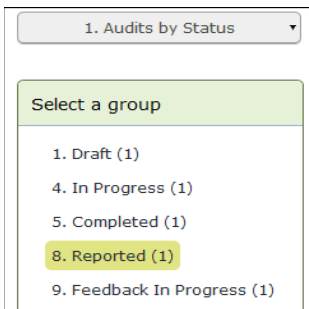 1. Audits by Status
Select a group
1. Draft (1)
4. In Progress (1)
5. Completed (1)
8. Reported (1)
9. Feedback In Progress (1)